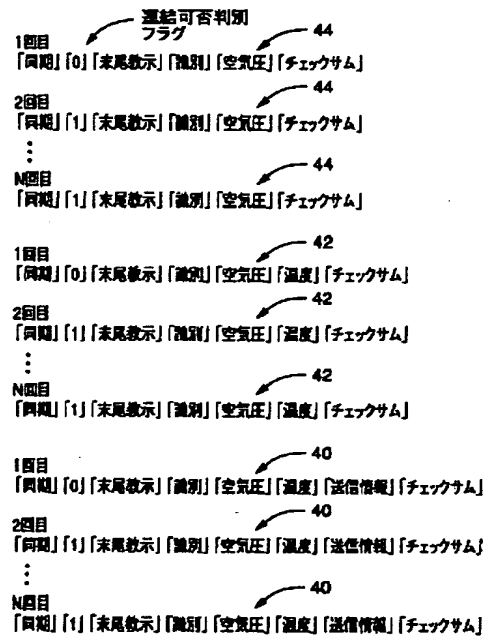 連結可否判別
フラグ
1回目
44
「同期」「0」「末尾教示」「識別」「空気圧」「チェックサム」
2回目
44
「同期」「1」「末尾教示」「識別」「空気圧」「チェックサム」
N回目
44
「同期」「1」「末尾教示」「識別」「空気圧」「チェックサム」
1回目
42
「同期」「0」「末尾教示」「識別」「空気圧」「温度」「チェックサム」
2回目
42
「同期」「1」「末尾教示」「識別」「空気圧」「温度」「チェックサム」
N回目
42
「同期」「1」「末尾教示」「識別」「空気圧」「温度」「チェックサム」
1回目
40
「同期」「0」「末尾教示」「識別」「空気圧」「温度」「送信情報」「チェックサム」
2回目
40
「同期」「1」「末尾教示」「識別」「空気圧」「温度」「送信情報」「チェックサム」
N回目
40
「同期」「1」「末尾教示」「識別」「空気圧」「温度」「送信情報」「チェックサム」